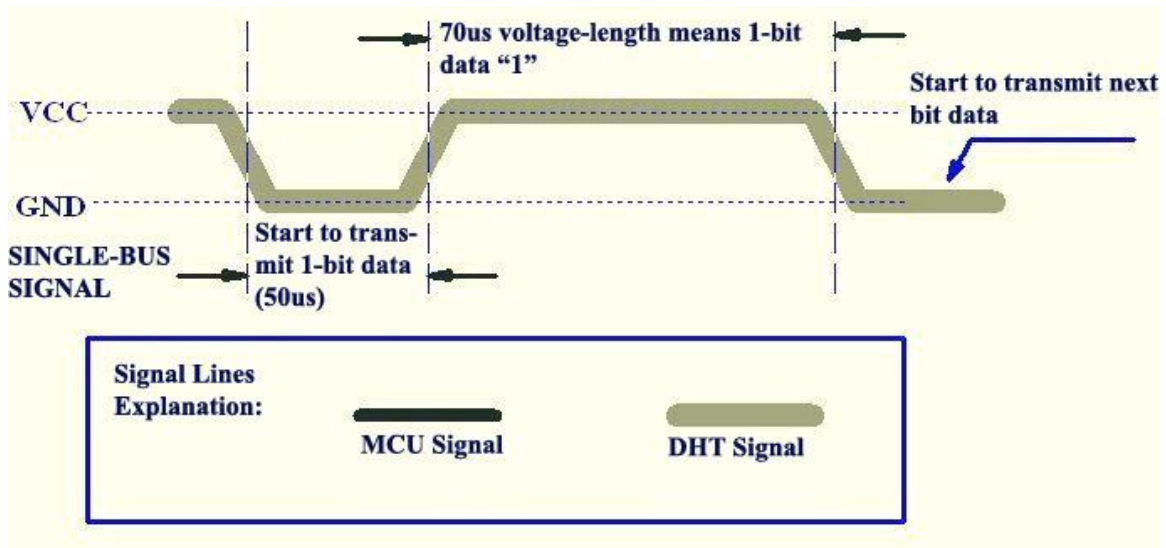 70us voltage-length means 1-bit
data “1”
Start to transmit next
bit data
VCC
GND
SINGLE-BUS
SIGNAL
Start to trans-
mit 1-bit data
(50us)
Signal Lines
Explanation:
MCU Signal
DHT Signal